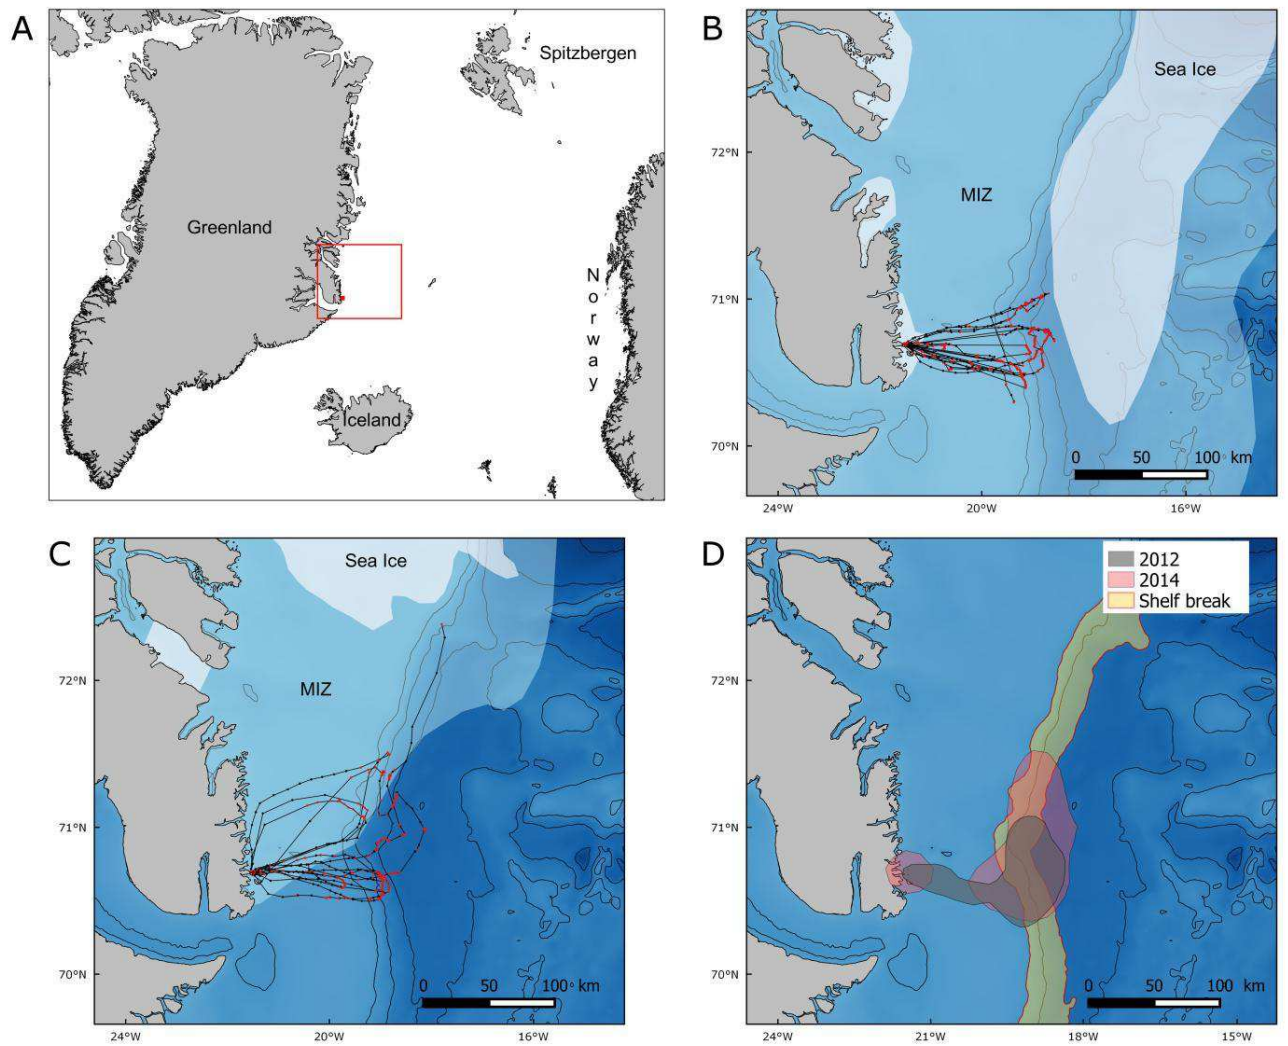 A
Spitzbergen
Greenland
Norway
Iceland
B
Sea Ice
MIZ
72°N
71°N
70°N
0 50 100 km
24°W 20°W 16°W
C
Sea Ice
MIZ
72°N
71°N
70°N
0 50 100 km
24°W 20°W 16°W
D
2012
2014
Shelf break
72°N
71°N
70°N
0 50 100 km
24°W 21°W 18°W 15°W